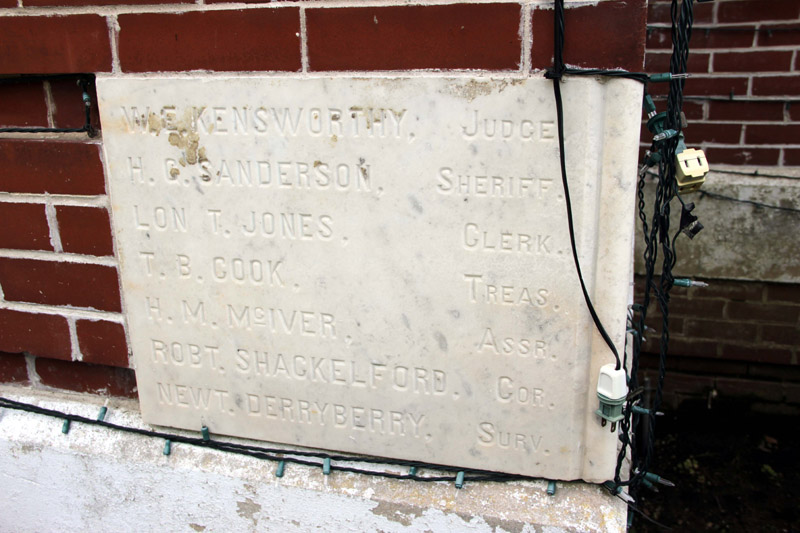 W. E. KENSWORTHY, JUDGE
H. G. SANDERSON, SHERIFF.
LON T. JONES, CLERK.
T. B. COOK. TREAS.
H. M. McIVER, ASSR.
ROBT. SHACKELFORD. COR.
NEWT. DERRYBERRY. SURV.